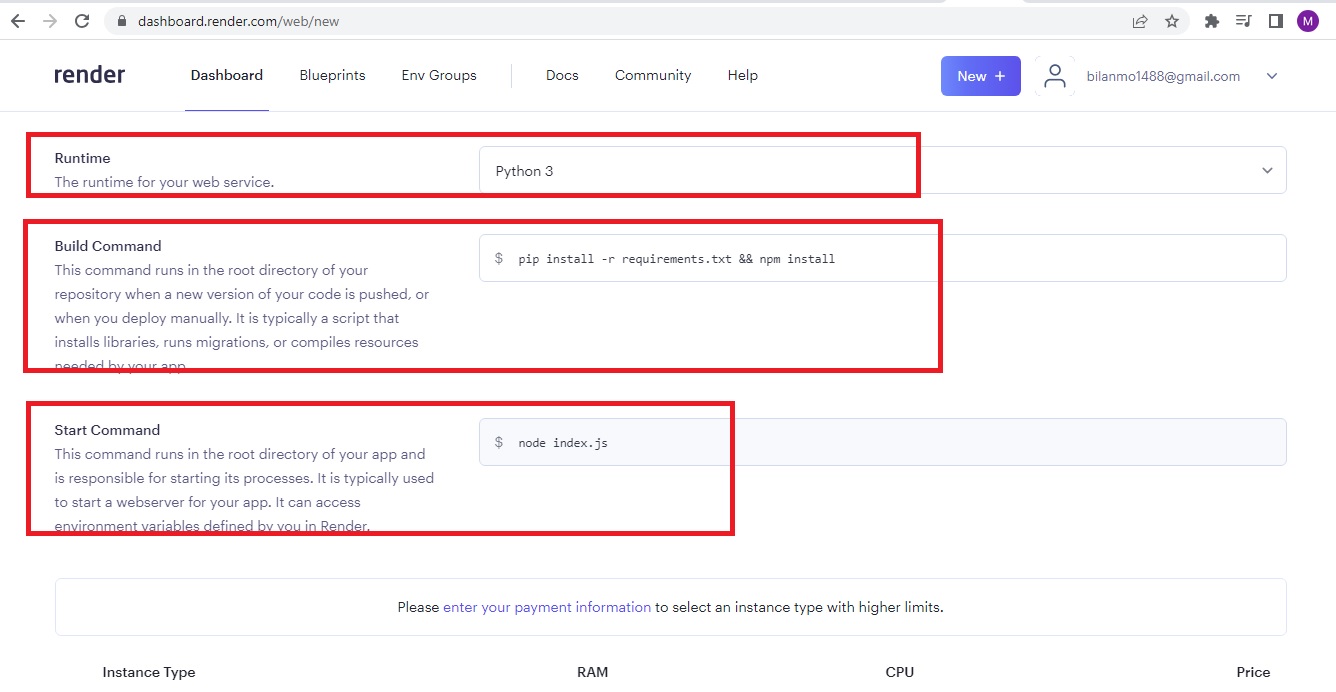 dashboard.render.com/web/new
M
render
Dashboard Blueprints Env Groups Docs Community Help New + bilanmo1488@gmail.com
Runtime
The runtime for your web service.
Python 3
Build Command
This command runs in the root directory of your
repository when a new version of your code is pushed, or
when you deploy manually. It is typically a script that
installs libraries, runs migrations, or compiles resources
needed by your app.
$ pip install -r requirements.txt && npm install
Start Command
This command runs in the root directory of your app and
is responsible for starting its processes. It is typically used
to start a webserver for your app. It can access
environment variables defined by you in Render.
$ node index.js
Please enter your payment information to select an instance type with higher limits.
Instance Type RAM CPU Price